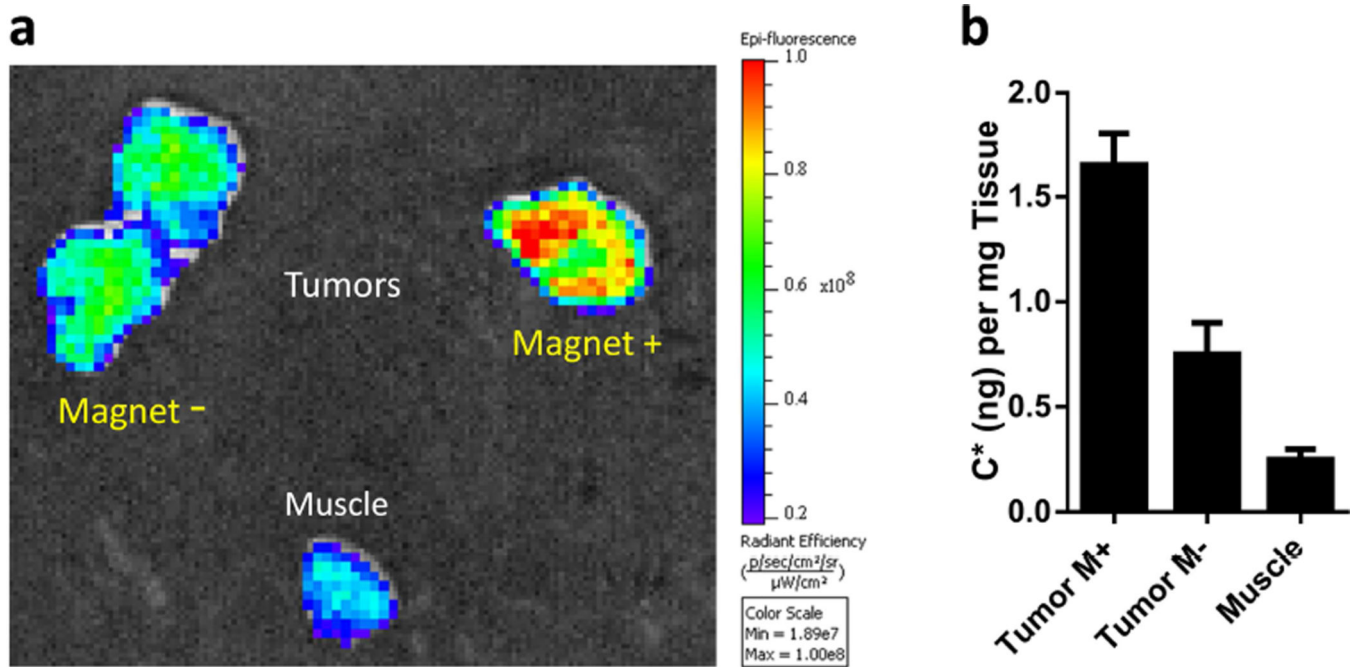 a
Tumors
Magnet +
Magnet -
Muscle
Epi-fluorescence
1.0
0.8
0.6
x10⁸
0.4
0.2
Radiant Efficiency
(p/sec/cm²/sr
µW/cm²)
Color Scale
Min = 1.89e7
Max = 1.00e8
b
C* (ng) per mg Tissue
2.0
1.5
1.0
0.5
0.0
Tumor M+
Tumor M-
Muscle